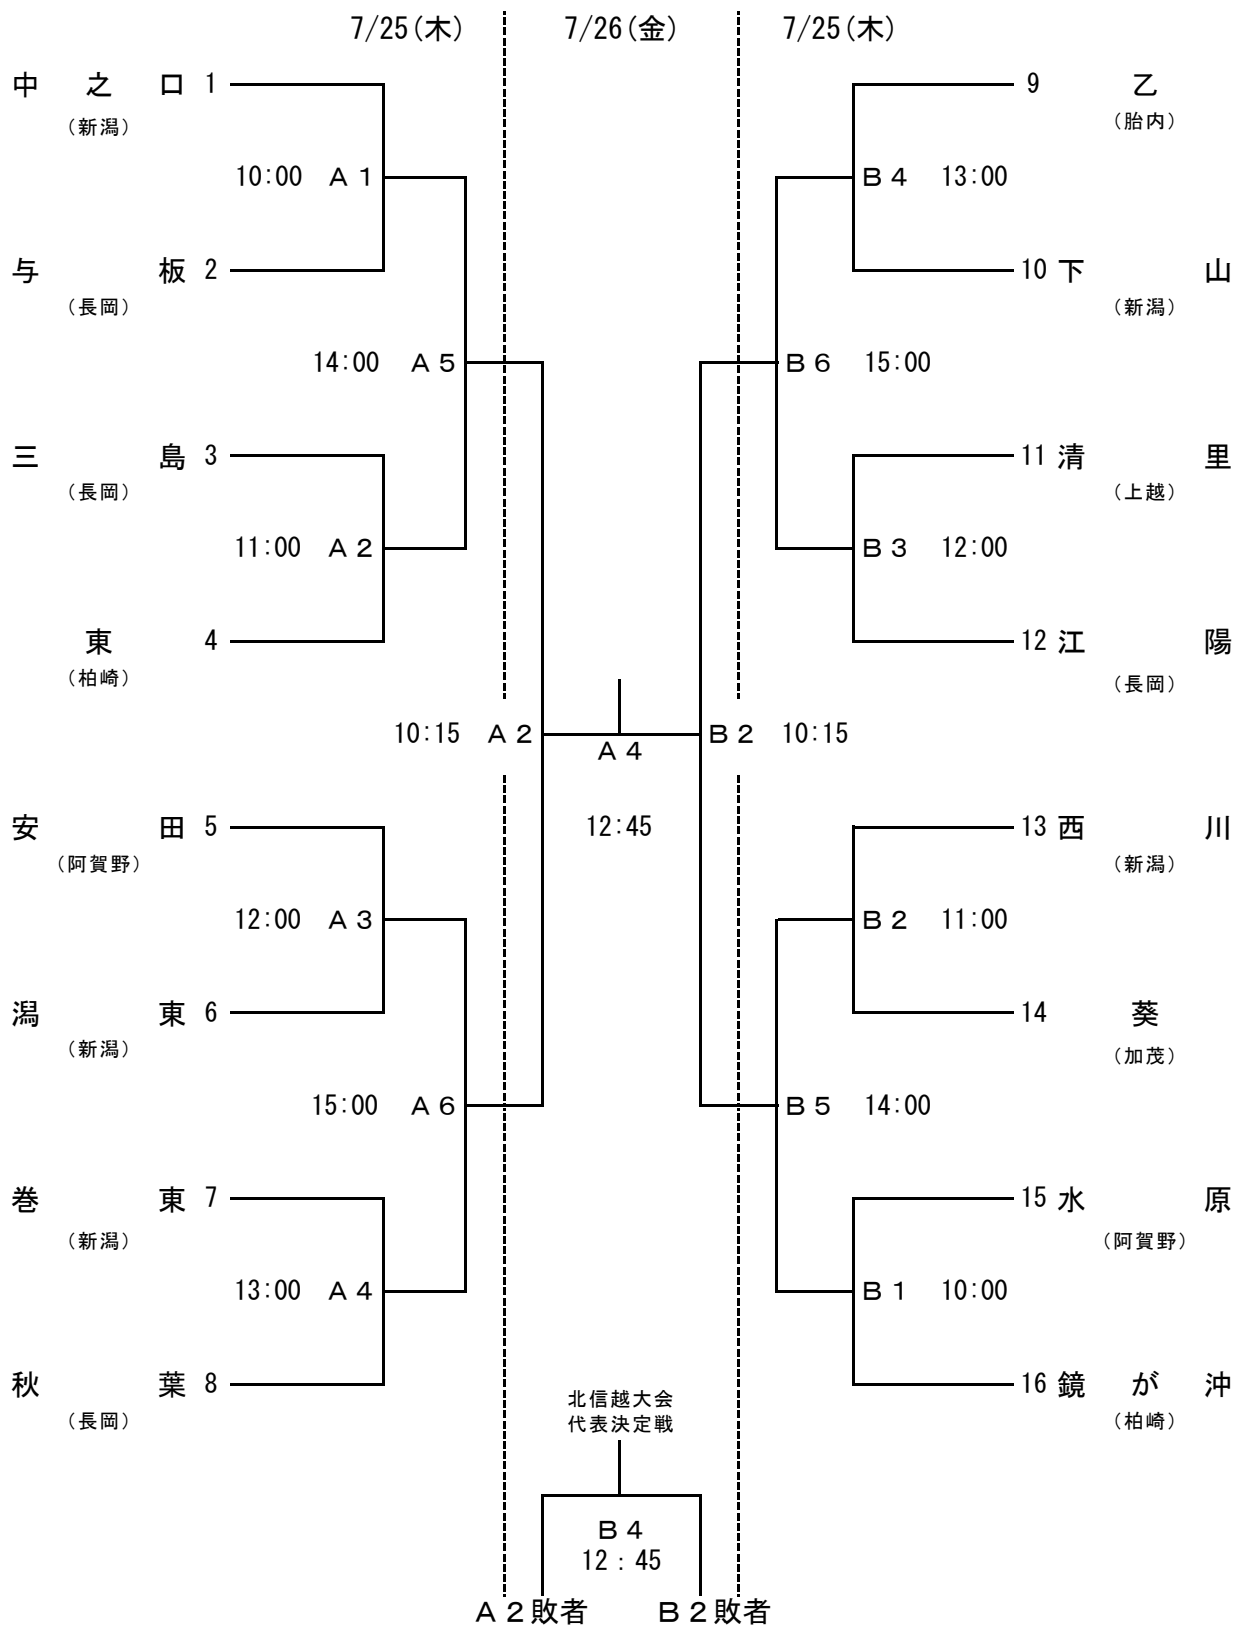 7/25(木) 7/26(金) 7/25(木)
中之口 1 9 乙
(新潟) (胎内)
10:00 A1 B4 13:00
与板 2 10 下山
(長岡) (新潟)
14:00 A5 B6 15:00
三島 3 11 清里
(長岡) (上越)
11:00 A2 B3 12:00
東 4 12 江陽
(柏崎) (長岡)
10:15 A2 B2 10:15
A4
安田 5 12:45 13 西川
(阿賀野) (新潟)
12:00 A3 B2 11:00
潟東 6 14 葵
(新潟) (加茂)
15:00 A6 B5 14:00
巻東 7 15 水原
(新潟) (阿賀野)
13:00 A4 B1 10:00
秋葉 8 16 鏡が沖
(長岡) (柏崎)
北信越大会
代表決定戦
B4
12:45
A2敗者 B2敗者